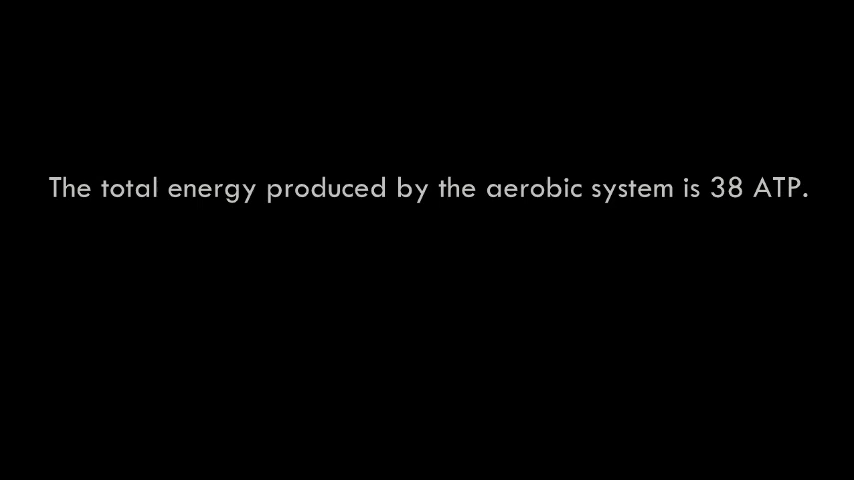 The total energy produced by the aerobic system is 38 ATP.